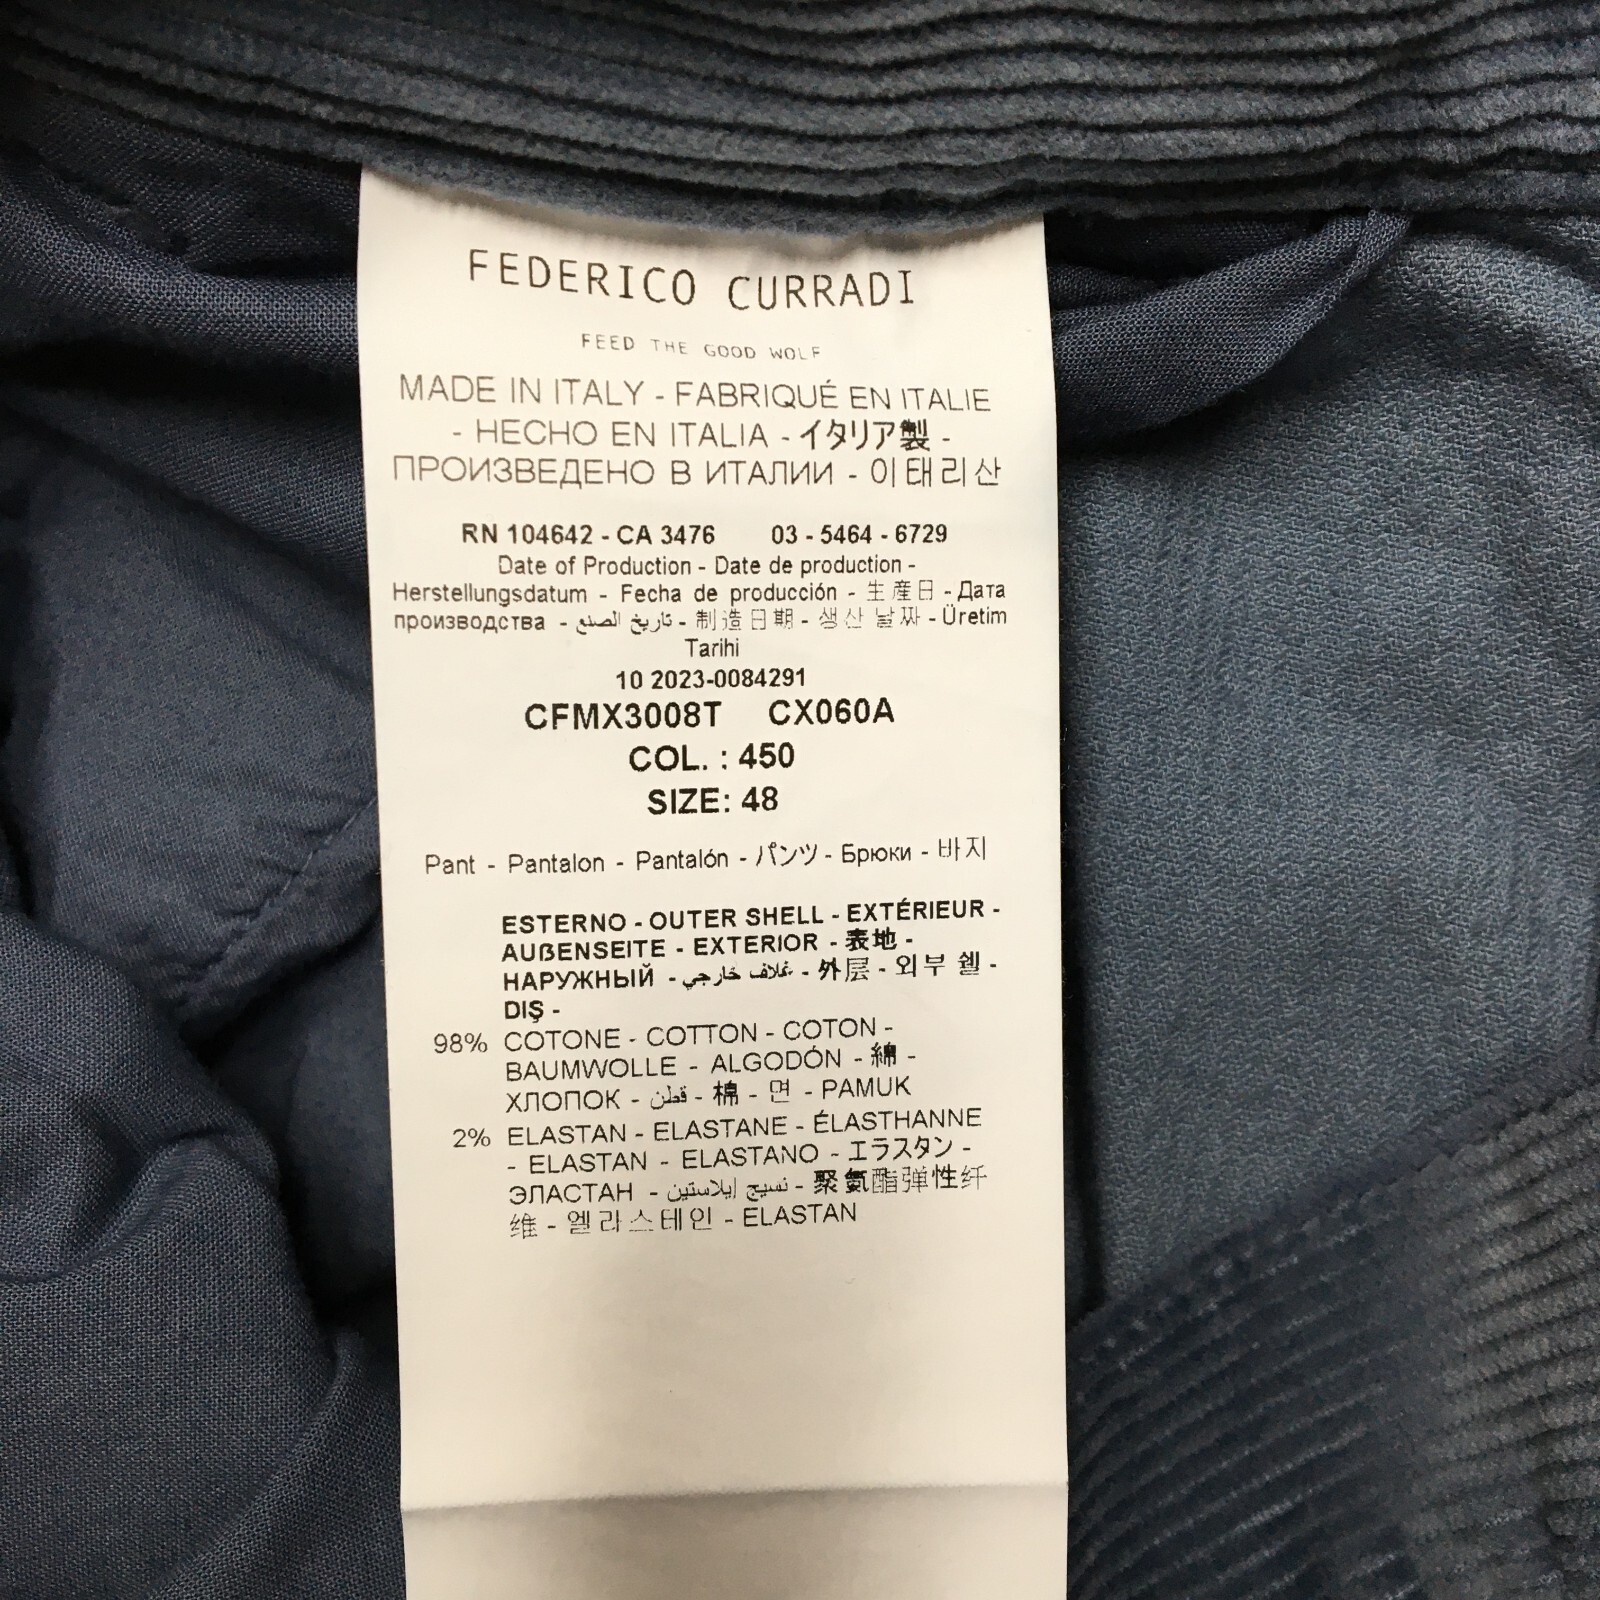 FEDERICO CURRADI
FEED THE GOOD WOLF
MADE IN ITALY - FABRIQUÉ EN ITALIE
- HECHO EN ITALIA - イタリア製 -
ПРОИЗВЕДЕНО В ИТАЛИИ - 이태리산
RN 104642 - CA 3476 03 - 5464 - 6729
Date of Production - Date de production -
Herstellungsdatum - Fecha de producción - 生産日 - Дата
производства - تاريخ الصنع - 制造日期 - 생산 날짜 - Üretim
Tarihi
10 2023-0084291
CFMX3008T CX060A
COL. : 450
SIZE: 48
Pant - Pantalon - Pantalón - パンツ - Брюки - 바지
ESTERNO - OUTER SHELL - EXTÉRIEUR -
AUßENSEITE - EXTERIOR - 表地 -
НАРУЖНЫЙ - غلاف خارجي - 外层 - 외부 쉘 -
DIŞ -
98% COTONE - COTTON - COTON -
BAUMWOLLE - ALGODÓN - 綿 -
ХЛОПОК - قطن - 棉 - 면 - PAMUK
2% ELASTAN - ELASTANE - ÉLASTHANNE
- ELASTAN - ELASTANO - エラスタン -
ЭЛАСТАН - نسيج إيلاستين - 聚氨酯弹性纤
维 - 엘라스테인 - ELASTAN